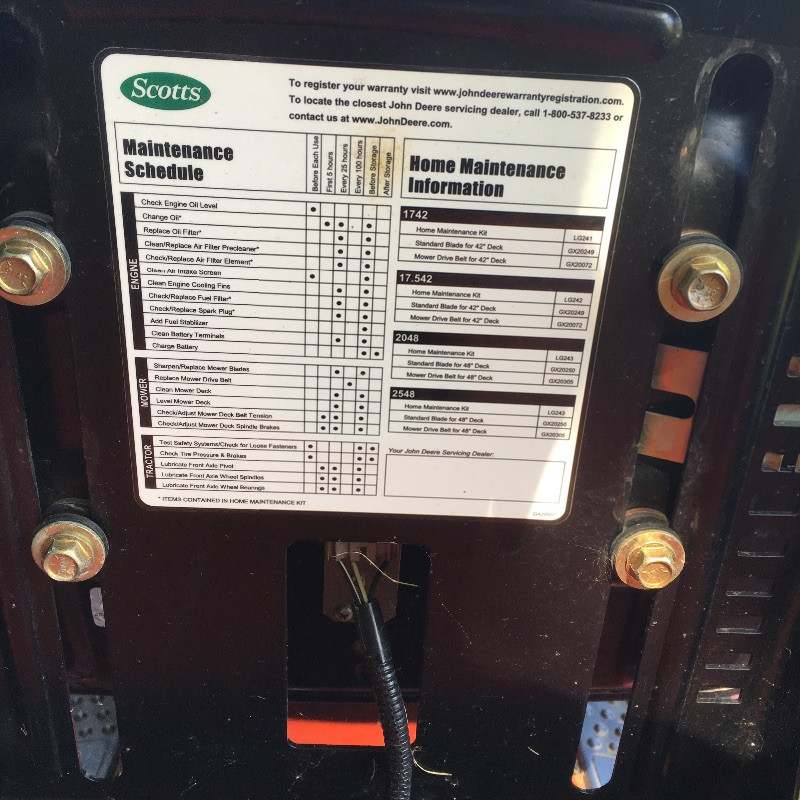 Scotts
To register your warranty visit www.johndeerewarrantyregistration.com.
To locate the closest John Deere servicing dealer, call 1-800-537-8233 or
contact us at www.JohnDeere.com.
Maintenance
Schedule
Before Each Use
First 5 hours
Every 25 hours
Every 100 hours
Before Storage
After Storage
ENGINE
Check Engine Oil Level
Change Oil*
Replace Oil Filter*
Clean/Replace Air Filter Precleaner*
Check/Replace Air Filter Element*
Clean Air Intake Screen
Clean Engine Cooling Fins
Check/Replace Fuel Filter*
Check/Replace Spark Plug*
Add Fuel Stabilizer
Clean Battery Terminals
Charge Battery
MOWER
Sharpen/Replace Mower Blades
Replace Mower Drive Belt
Clean Mower Deck
Level Mower Deck
Check/Adjust Mower Deck Belt Tension
Check/Adjust Mower Deck Spindle Brakes
TRACTOR
Test Safety Systems/Check for Loose Fasteners
Check Tire Pressure & Brakes
Lubricate Front Axle Pivot
Lubricate Front Axle Wheel Spindles
Lubricate Front Axle Wheel Bearings
* ITEMS CONTAINED IN HOME MAINTENANCE KIT
Home Maintenance
Information
1742
Home Maintenance Kit LG241
Standard Blade for 42" Deck GX20249
Mower Drive Belt for 42" Deck GX20072
17.542
Home Maintenance Kit LG242
Standard Blade for 42" Deck GX20249
Mower Drive Belt for 42" Deck GX20072
2048
Home Maintenance Kit LG243
Standard Blade for 48" Deck GX20250
Mower Drive Belt for 48" Deck GX20305
2548
Home Maintenance Kit LG243
Standard Blade for 48" Deck GX20250
Mower Drive Belt for 48" Deck GX20305
Your John Deere Servicing Dealer: